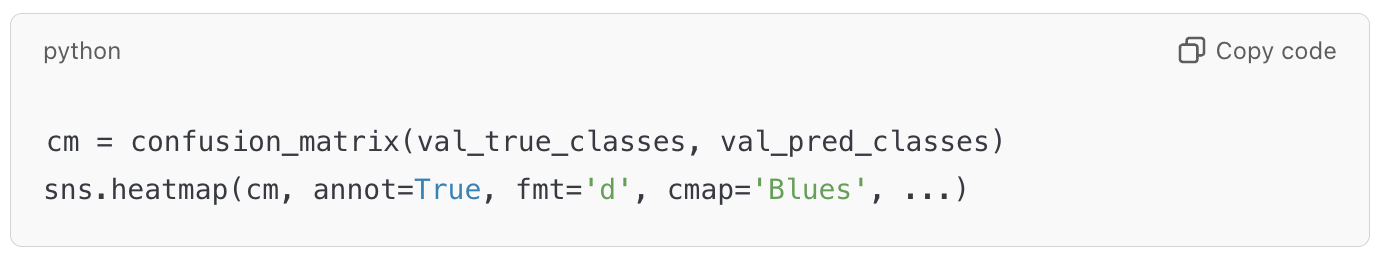 python
Copy code
cm = confusion_matrix(val_true_classes, val_pred_classes)
sns.heatmap(cm, annot=True, fmt='d', cmap='Blues', ...)